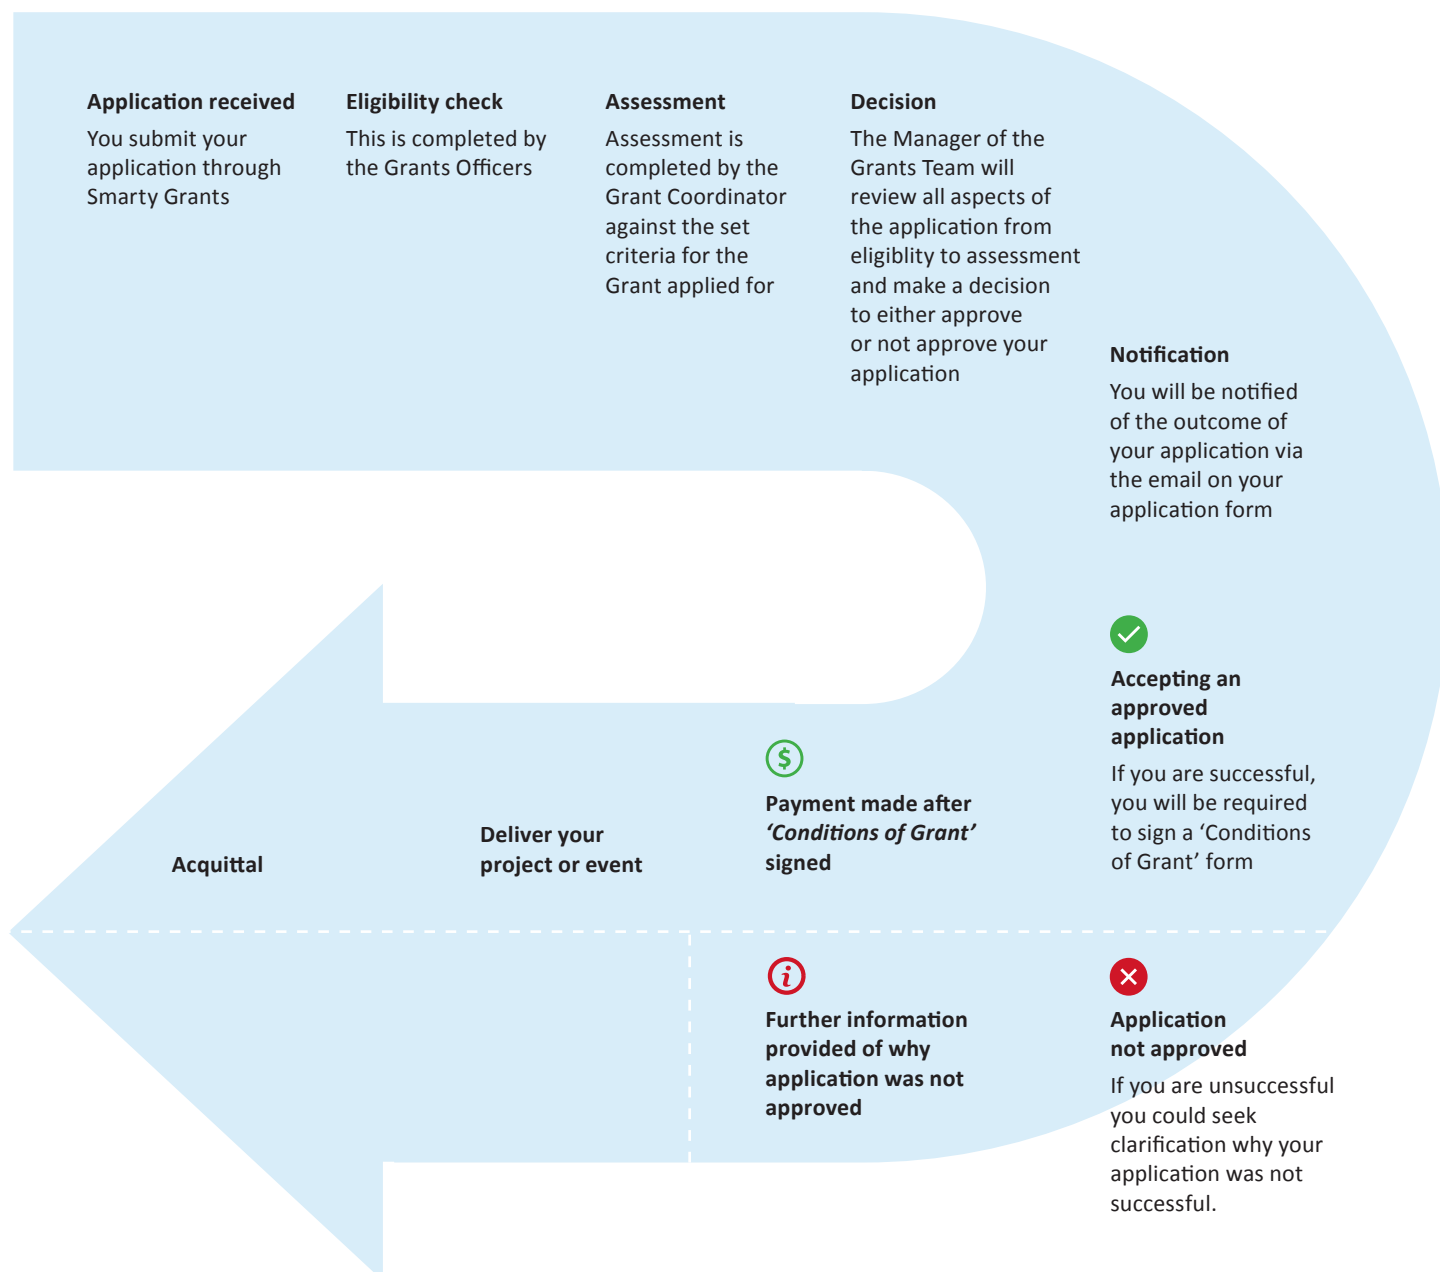 Application received
You submit your
application through
Smarty Grants
Eligibility check
This is completed by
the Grants Officers
Assessment
Assessment is
completed by the
Grant Coordinator
against the set
criteria for the
Grant applied for
Decision
The Manager of the
Grants Team will
review all aspects of
the application from
eligiblity to assessment
and make a decision
to either approve
or not approve your
application
Notification
You will be notified
of the outcome of
your application via
the email on your
application form
Accepting an
approved
application
If you are successful,
you will be required
to sign a ‘Conditions
of Grant’ form
$
Payment made after
‘Conditions of Grant’
signed
Deliver your
project or event
Acquittal
Application
not approved
If you are unsuccessful
you could seek
clarification why your
application was not
successful.
i
Further information
provided of why
application was not
approved